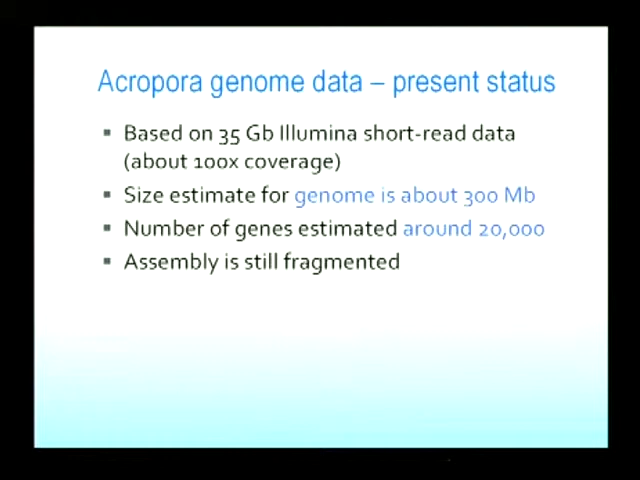 Acropora genome data – present status
▪ Based on 35 Gb Illumina short-read data
(about 100x coverage)
▪ Size estimate for genome is about 300 Mb
▪ Number of genes estimated around 20,000
▪ Assembly is still fragmented